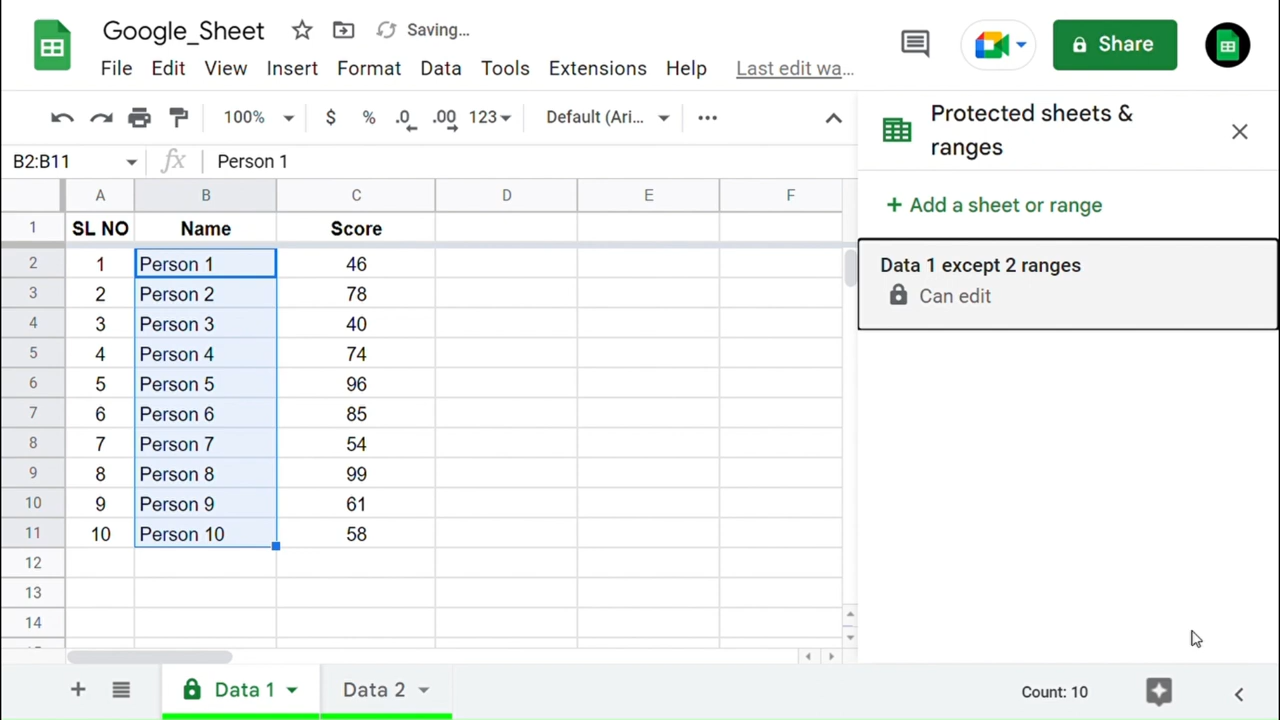 Google_Sheet Saving...
File Edit View Insert Format Data Tools Extensions Help Last edit wa...
Share
100% $ % .0 .00 123 Default (Ari... ...
B2:B11 fx Person 1
A B C D E F
1 SL NO Name Score
2 1 Person 1 46
3 2 Person 2 78
4 3 Person 3 40
5 4 Person 4 74
6 5 Person 5 96
7 6 Person 6 85
8 7 Person 7 54
9 8 Person 8 99
10 9 Person 9 61
11 10 Person 10 58
12
13
14
Protected sheets &
ranges
+ Add a sheet or range
Data 1 except 2 ranges
Can edit
+ Data 1 Data 2 Count: 10